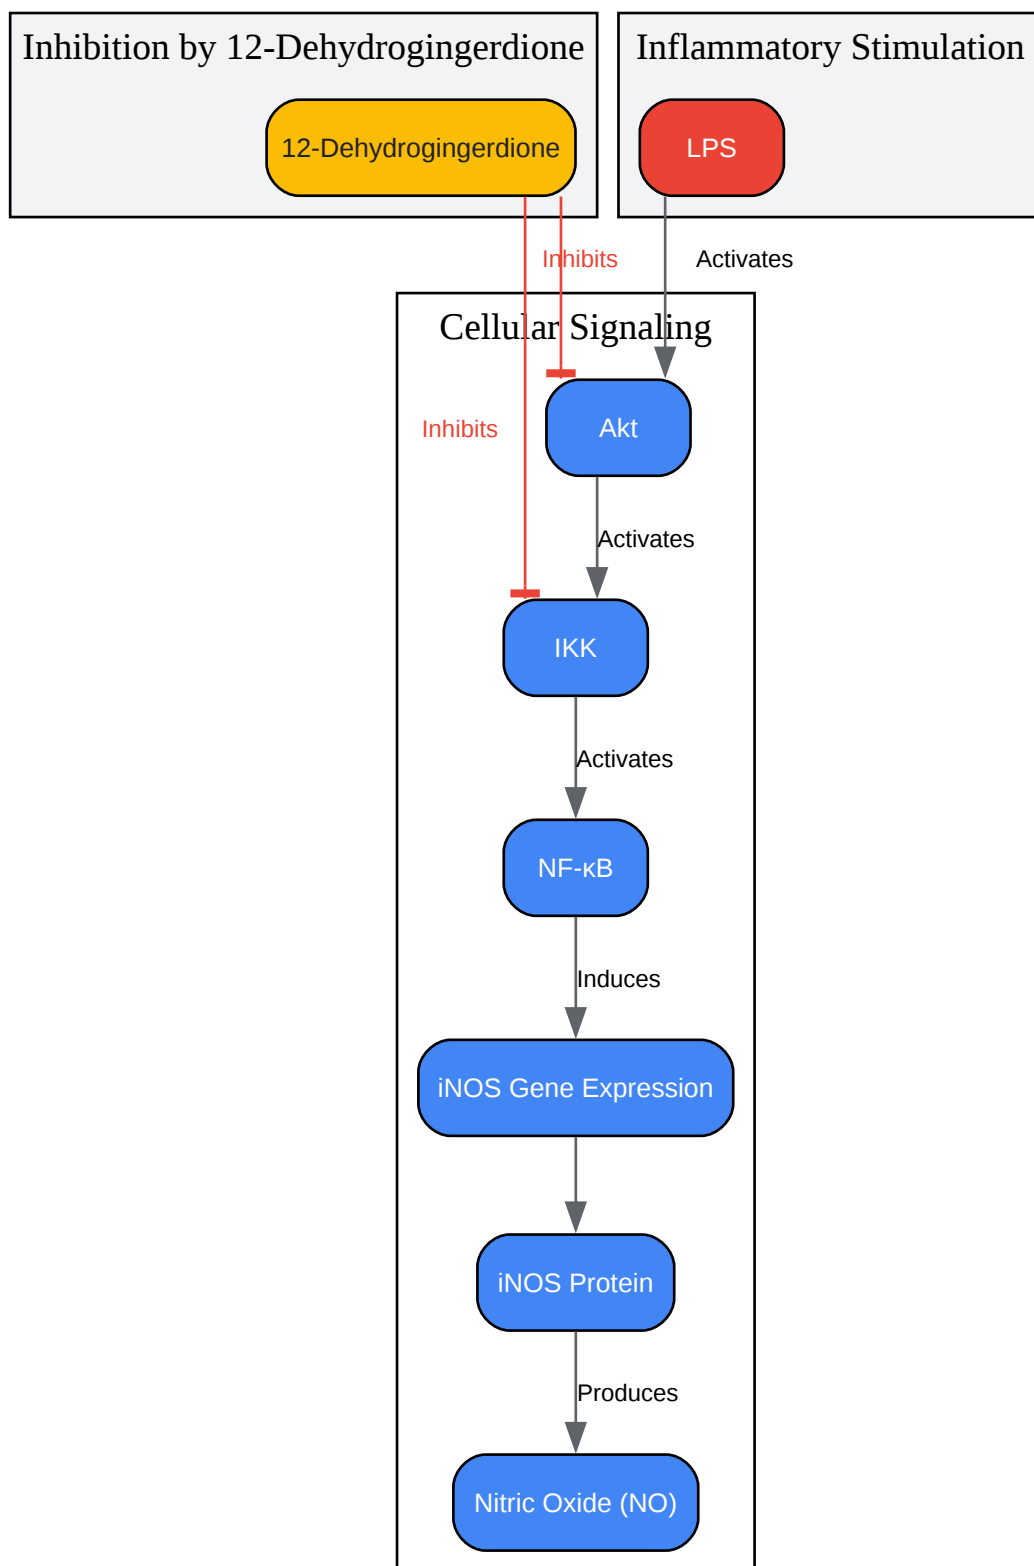 Inhibition by 12-Dehydrogingerdione
Inflammatory Stimulation
12-Dehydrogingerdione
LPS
Inhibits
Activates
Cellular Signaling
Inhibits
Akt
Activates
IKK
Activates
NF-κB
Induces
iNOS Gene Expression
iNOS Protein
Produces
Nitric Oxide (NO)